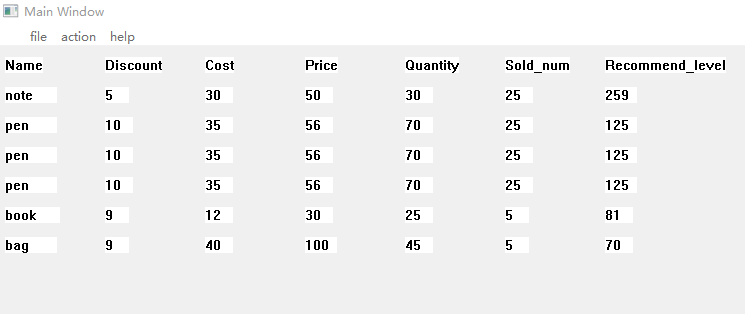 Main Window
file action help
Name Discount Cost Price Quantity Sold_num Recommend_level
note 5 30 50 30 25 259
pen 10 35 56 70 25 125
pen 10 35 56 70 25 125
pen 10 35 56 70 25 125
book 9 12 30 25 5 81
bag 9 40 100 45 5 70